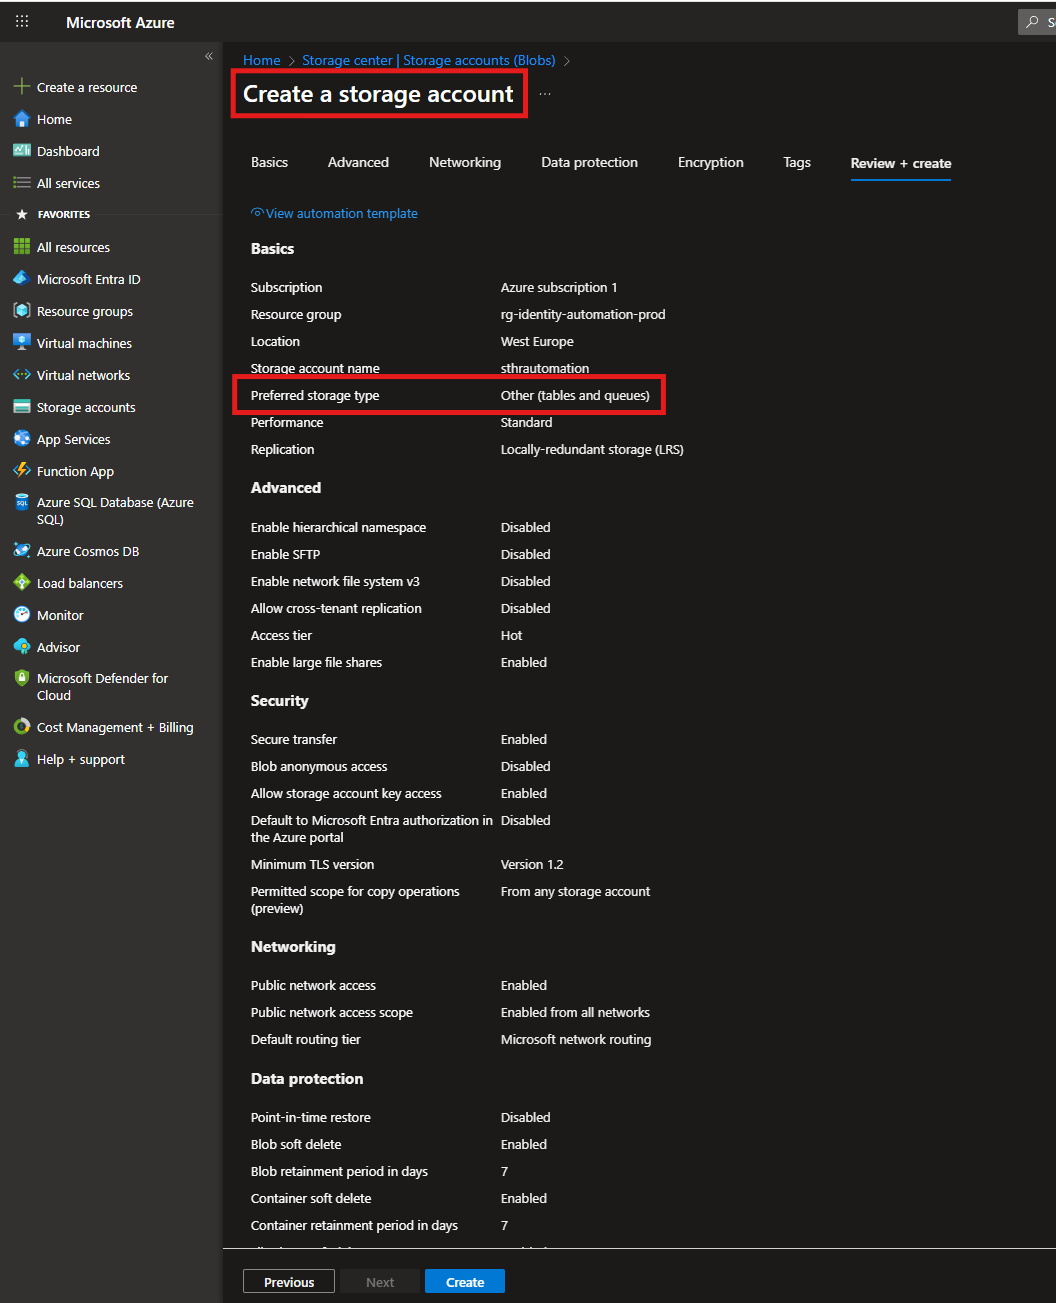 Microsoft Azure
S
Create a resource
Home
Dashboard
All services
FAVORITES
All resources
Microsoft Entra ID
Resource groups
Virtual machines
Virtual networks
Storage accounts
App Services
Function App
Azure SQL Database (Azure
SQL)
Azure Cosmos DB
Load balancers
Monitor
Advisor
Microsoft Defender for
Cloud
Cost Management + Billing
Help + support
Home > Storage center | Storage accounts (Blobs) >
Create a storage account ...
Basics Advanced Networking Data protection Encryption Tags Review + create
View automation template
Basics
Subscription Azure subscription 1
Resource group rg-identity-automation-prod
Location West Europe
Storage account name sthrautomation
Preferred storage type Other (tables and queues)
Performance Standard
Replication Locally-redundant storage (LRS)
Advanced
Enable hierarchical namespace Disabled
Enable SFTP Disabled
Enable network file system v3 Disabled
Allow cross-tenant replication Disabled
Access tier Hot
Enable large file shares Enabled
Security
Secure transfer Enabled
Blob anonymous access Disabled
Allow storage account key access Enabled
Default to Microsoft Entra authorization in Disabled
the Azure portal
Minimum TLS version Version 1.2
Permitted scope for copy operations From any storage account
(preview)
Networking
Public network access Enabled
Public network access scope Enabled from all networks
Default routing tier Microsoft network routing
Data protection
Point-in-time restore Disabled
Blob soft delete Enabled
Blob retainment period in days 7
Container soft delete Enabled
Container retainment period in days 7
Previous Next Create